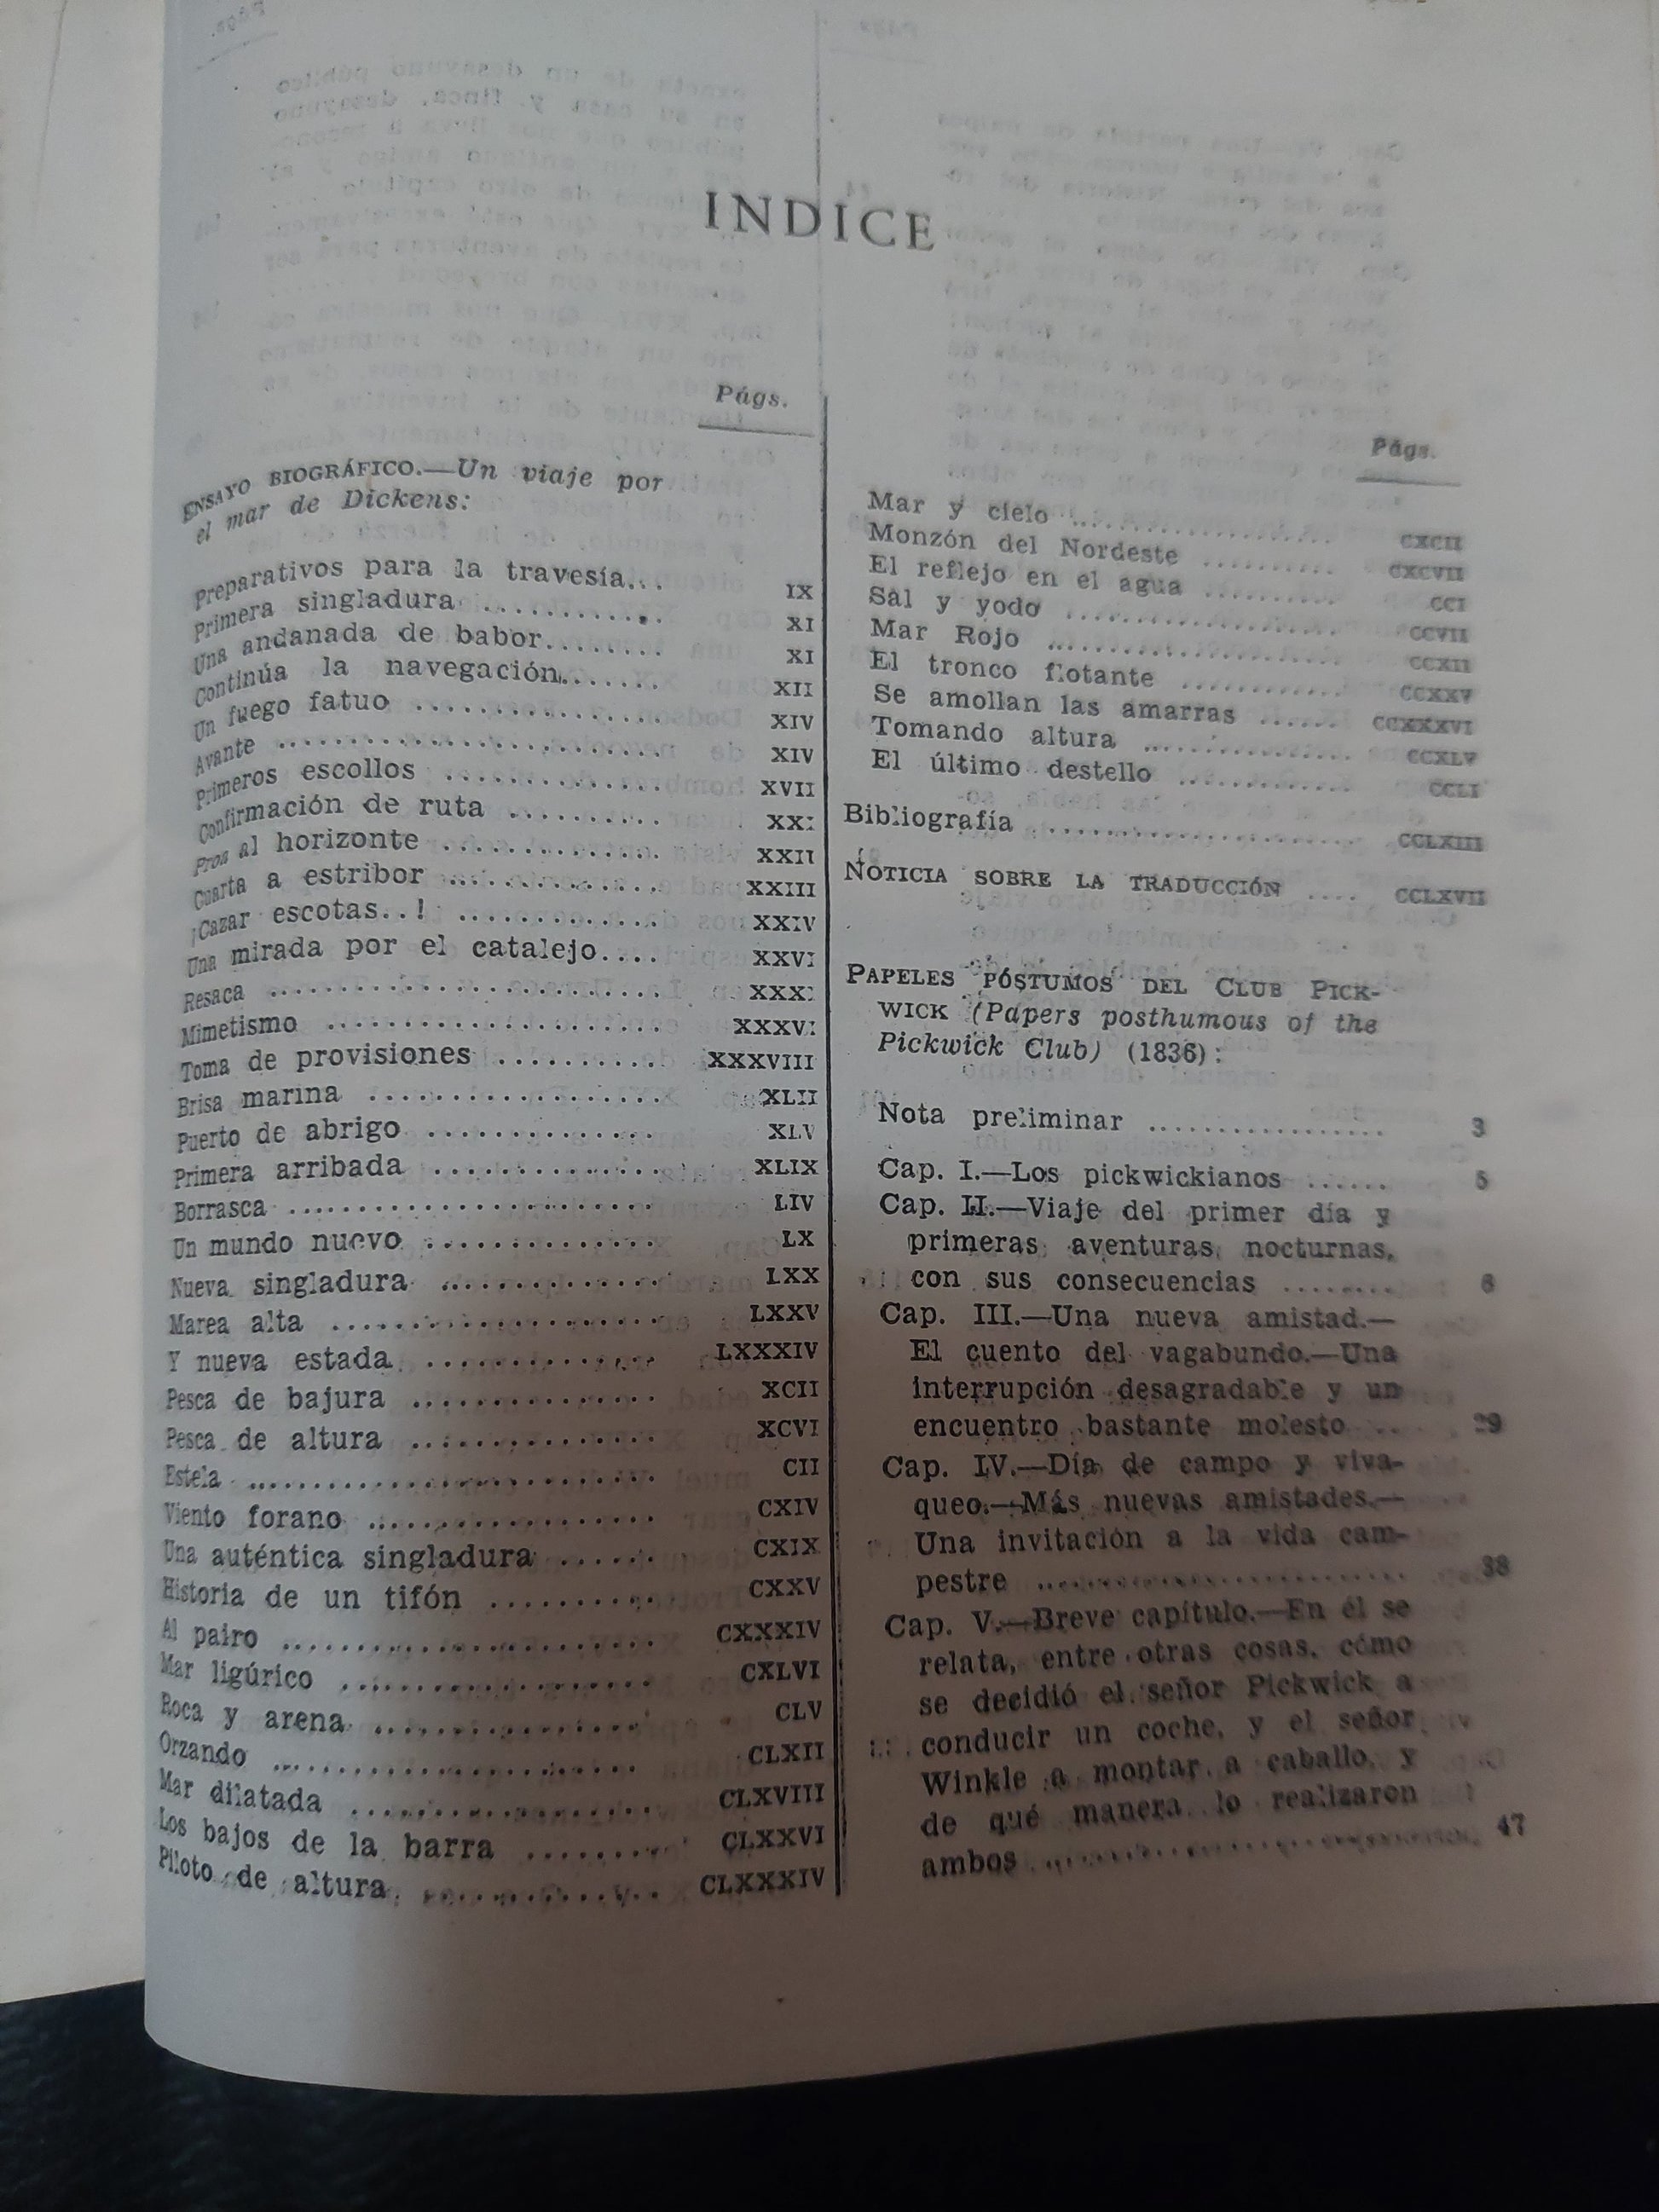 INDICE
Págs.
ENSAYO BIOGRÁFICO.—Un viaje por
el mar de Dickens:
Preparativos para la travesía... IX
Primera singladura ............ XI
Una andanada de babor........ XI
Continúa la navegación....... XII
Un fuego fatuo ................ XIV
Avante ......................... XIV
Primeros escollos .............. XVII
Confirmación de ruta ..........
Proa al horizonte .............. XXII
Cuarta a estribor .............. XXIII
¡Cazar escotas..! .............. XXIV
Una mirada por el catalejo.... XXVI
Resaca .........................
Mimetismo ..................... XXXVI
Toma de provisiones .......... XXXVIII
Brisa marina .................. XLII
Puerto de abrigo .............. XLV
Primera arribada .............. XLIX
Borrasca ....................... LIV
Un mundo nuevo .............. LX
Nueva singladura .............. LXX
Marea alta .................... LXXV
Y nueva estada .............. LXXXIV
Pesca de bajura .............. XCII
Pesca de altura .............. XCVI
Estela ......................... CII
Viento forano .................. CXIV
Una auténtica singladura ...... CXIX
Historia de un tifón .......... CXXV
Al pairo ....................... CXXXIV
Mar ligúrico ................... CXLVI
Roca y arena .................. CLV
Orzando ....................... CLXII
Mar dilatada .................. CLXVIII
Los bajos de la barra ......... CLXXVI
Piloto de altura .............. CLXXXIV
Págs.
Mar y cielo .................... CXCII
Monzón del Nordeste .......... CXCVII
El reflejo en el agua .......... CCI
Sal y yodo .................... CCVII
Mar Rojo ...................... CCXII
El tronco flotante ............ CCXXV
Se amollan las amarras ...... CCXXXVI
Tomando altura ............... CCXLV
El último destello ............ CCLI
Bibliografía ..................... CCLXIII
NOTICIA SOBRE LA TRADUCCIÓN .... CCLXVII
PAPELES PÓSTUMOS DEL CLUB PICK-
WICK (Papers posthumous of the
Pickwick Club) (1836):
Nota preliminar ................. 3
Cap. I.—Los pickwickianos ...... 5
Cap. II.—Viaje del primer día y
primeras aventuras nocturnas,
con sus consecuencias ........
Cap. III.—Una nueva amistad.—
El cuento del vagabundo.—Una
interrupción desagradable y un
encuentro bastante molesto ... 29
Cap. IV.—Día de campo y viva-
queo.—Más nuevas amistades.—
Una invitación a la vida cam-
pestre .......................... 38
Cap. V.—Breve capítulo.—En él se
relata, entre otras cosas, cómo
se decidió el señor Pickwick a
conducir un coche, y el señor
Winkle a montar a caballo, y
de qué manera lo realizaron
ambos .......................... 47